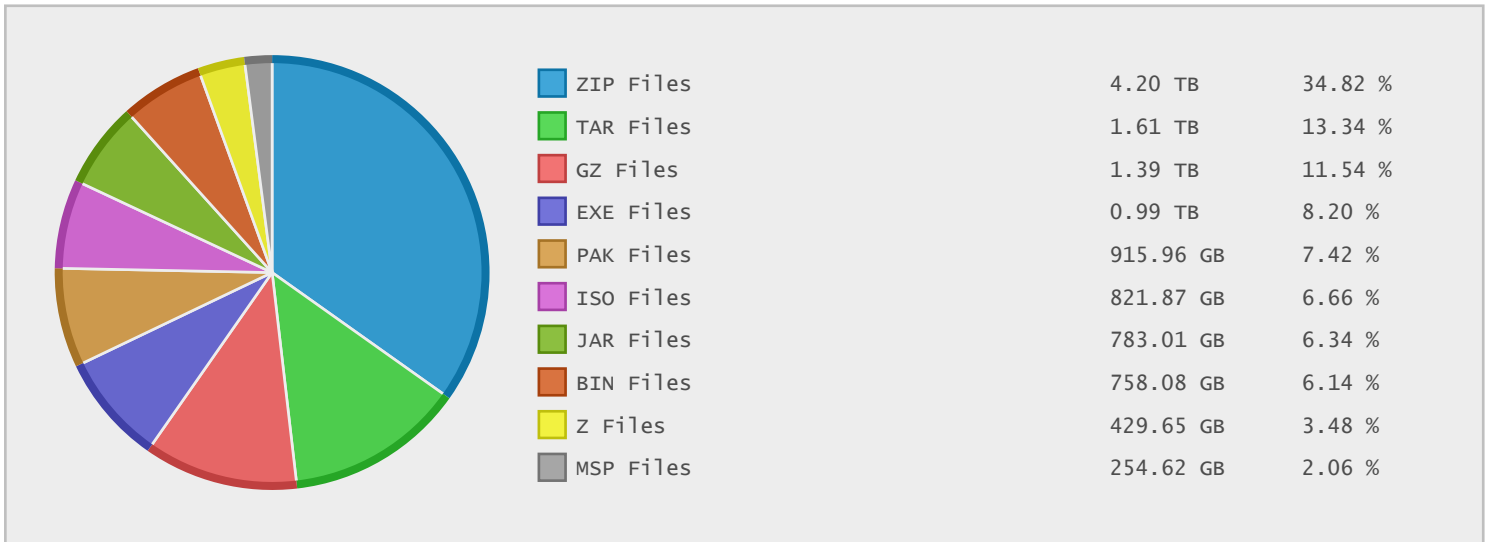 ZIP Files 4.20 TB 34.82 %
TAR Files 1.61 TB 13.34 %
GZ Files 1.39 TB 11.54 %
EXE Files 0.99 TB 8.20 %
PAK Files 915.96 GB 7.42 %
ISO Files 821.87 GB 6.66 %
JAR Files 783.01 GB 6.34 %
BIN Files 758.08 GB 6.14 %
Z Files 429.65 GB 3.48 %
MSP Files 254.62 GB 2.06 %